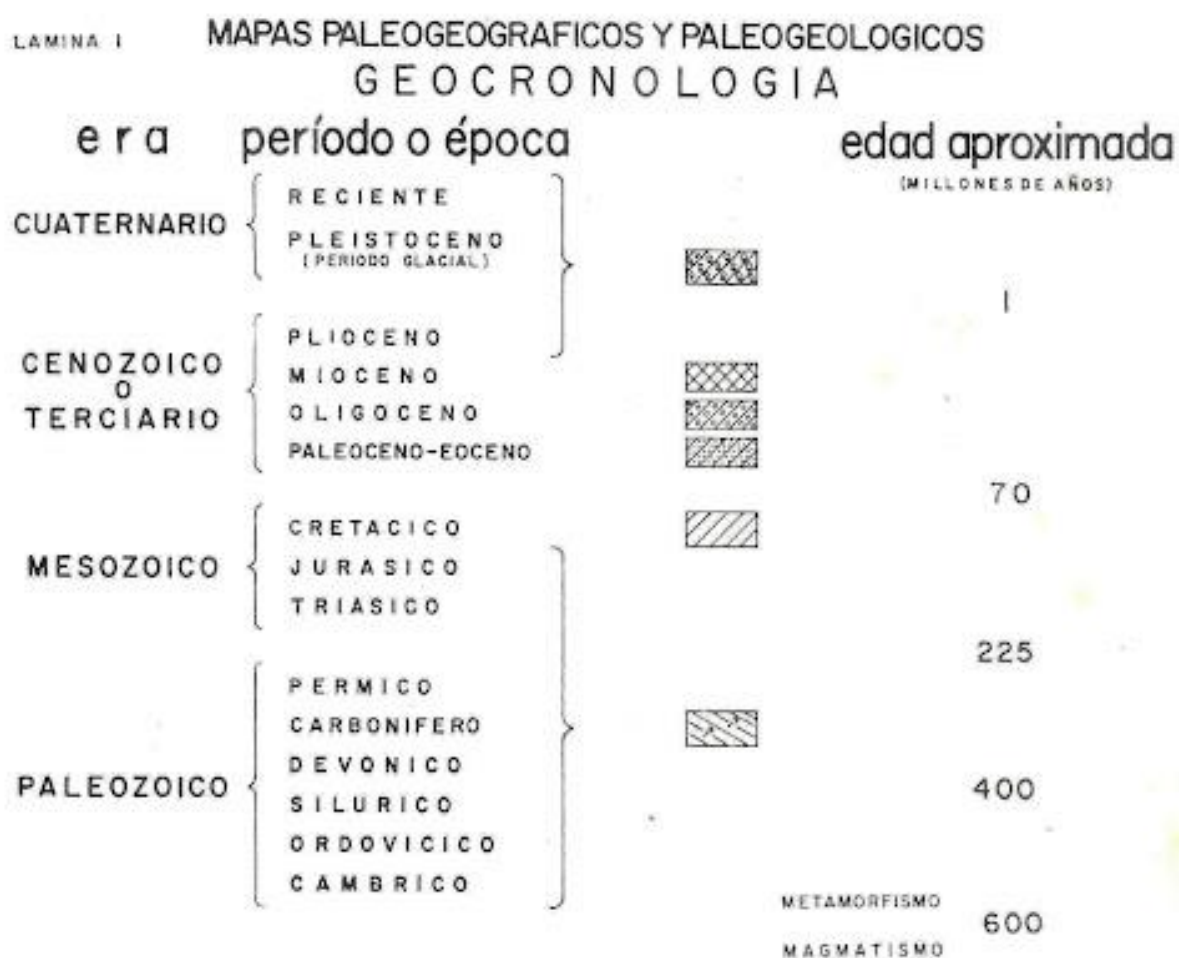 LAMINA I
MAPAS PALEOGEOGRAFICOS Y PALEOGEOLOGICOS
GEOCRONOLOGIA
era período o época edad aproximada
(MILLONES DE AÑOS)
RECIENTE
CUATERNARIO
PLEISTOCENO
(PERIODO GLACIAL)
1
PLIOCENO
CENOZOICO
O
TERCIARIO
MIOCENO
OLIGOCENO
PALEOCENO-EOCENO
70
CRETACICO
MESOZOICO
JURASICO
TRIASICO
225
PERMICO
CARBONIFERO
DEVONICO
PALEOZOICO
400
SILURICO
ORDOVICICO
CAMBRICO
METAMORFISMO
600
MAGMATISMO